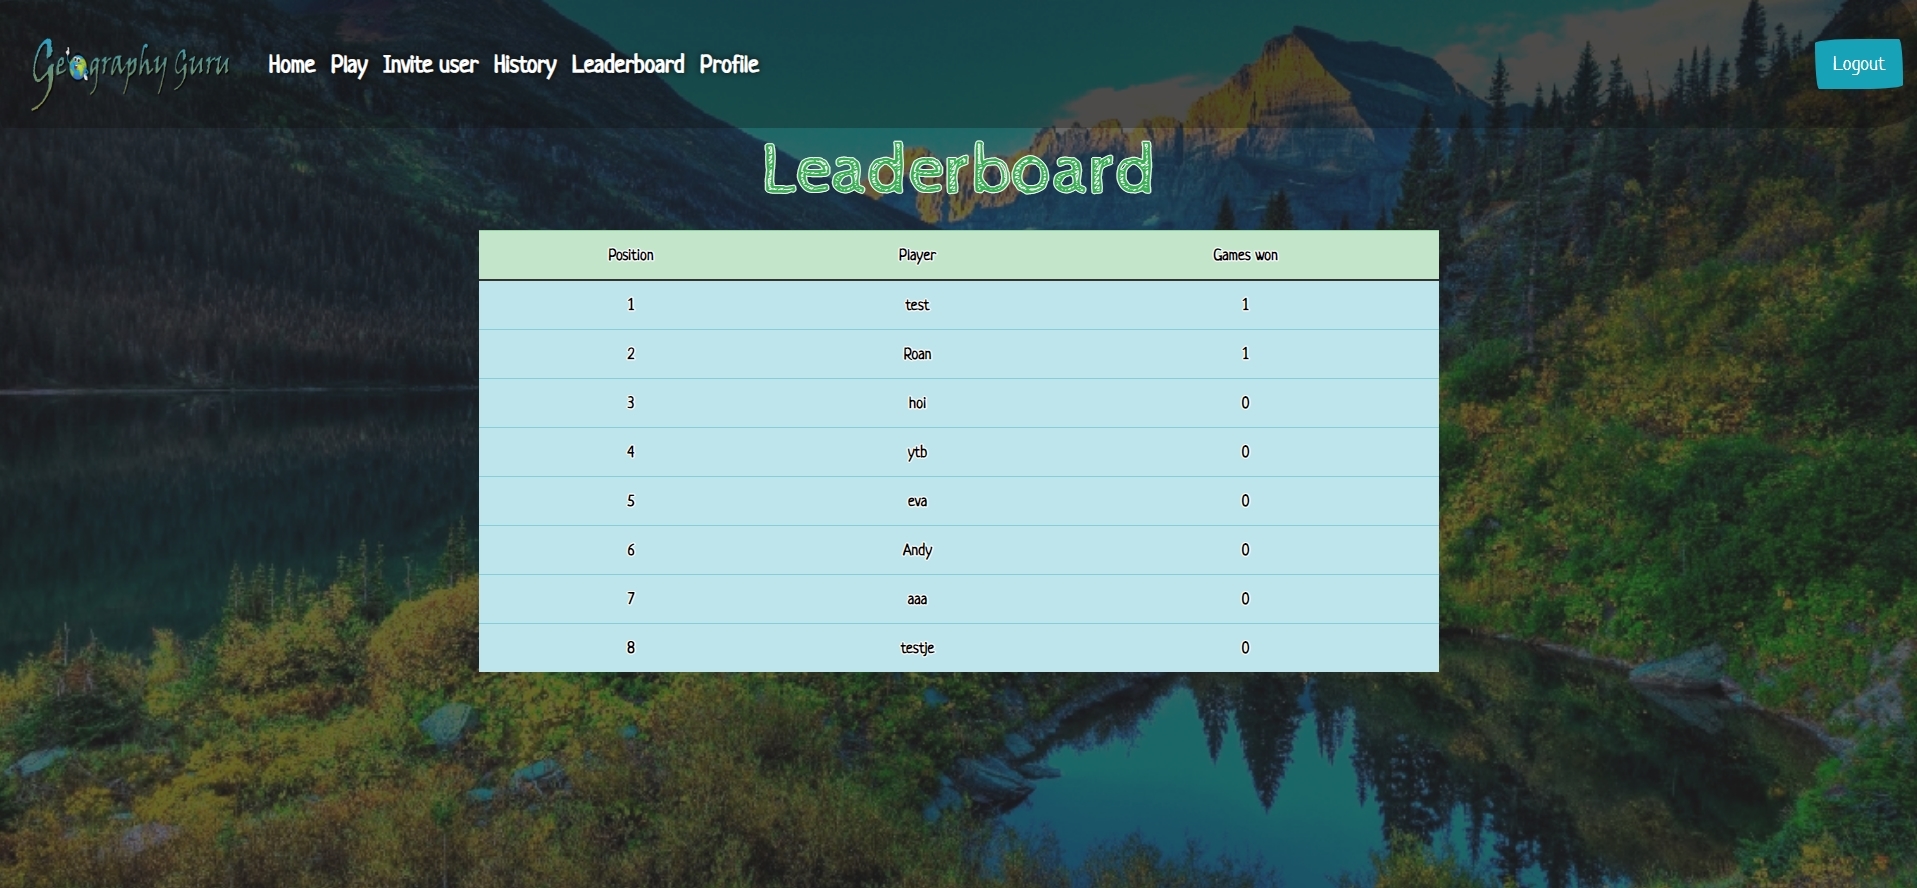 Geography Guru Home Play Invite user History Leaderboard Profile Logout
Leaderboard
Position Player Games won
1 test 1
2 Roan 1
3 hoi 0
4 ytb 0
5 eva 0
6 Andy 0
7 aaa 0
8 testje 0